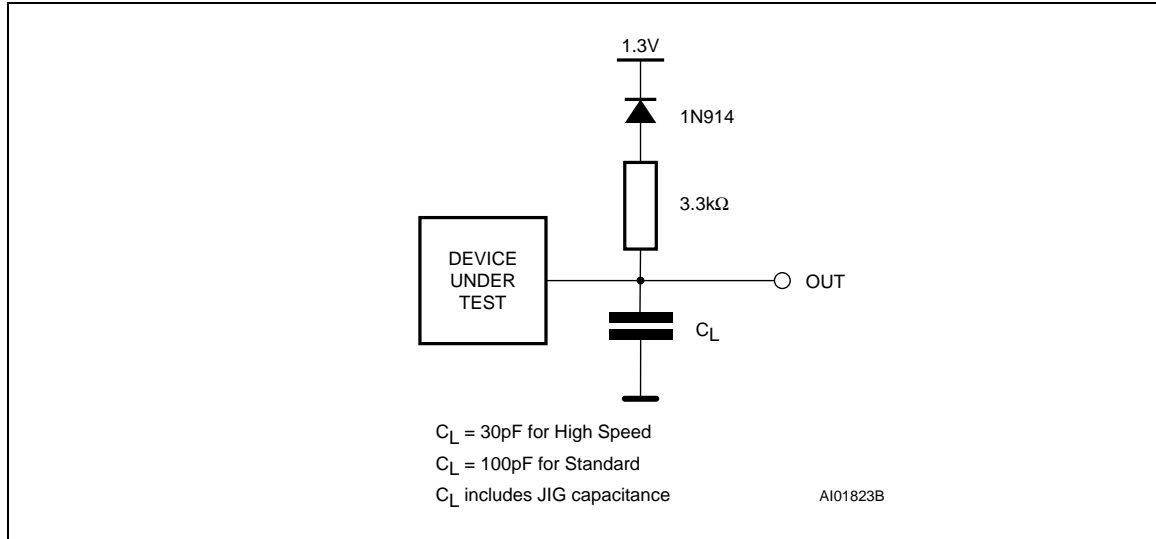 1.3V
1N914
3.3kΩ
DEVICE
UNDER
TEST
OUT
CL
CL = 30pF for High Speed
CL = 100pF for Standard
CL includes JIG capacitance
AI01823B